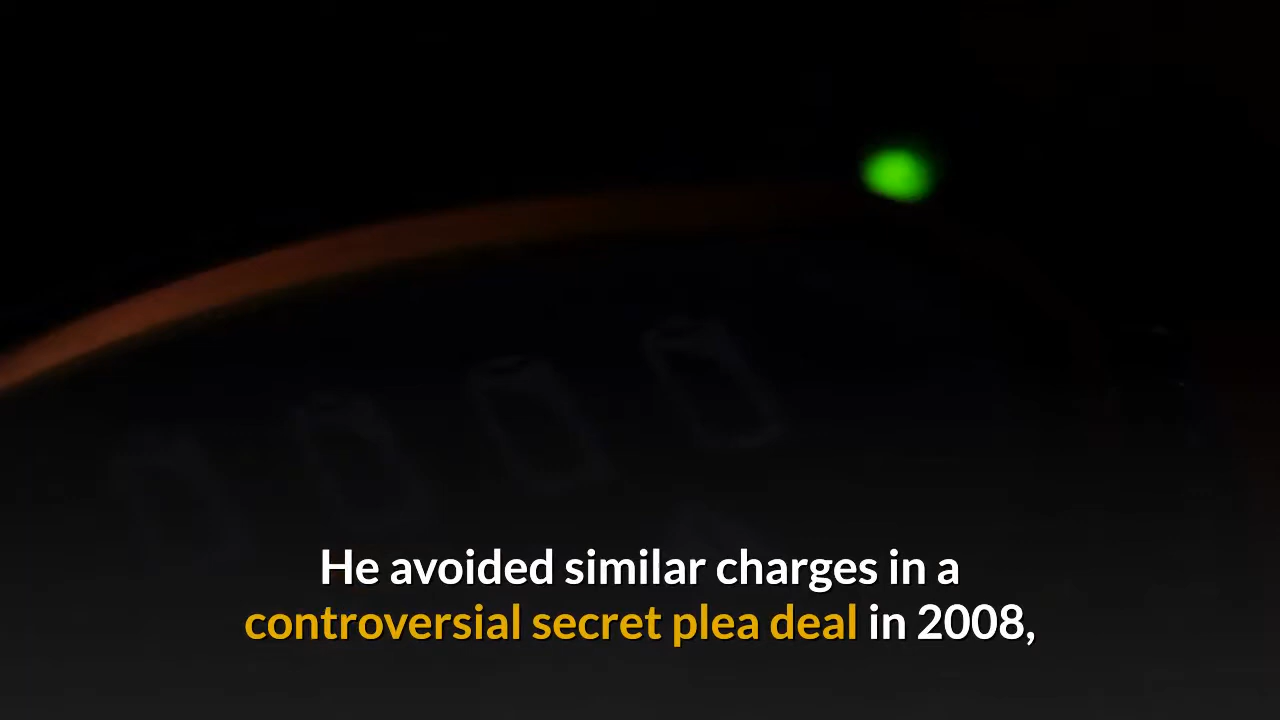 He avoided similar charges in a
controversial secret plea deal in 2008,